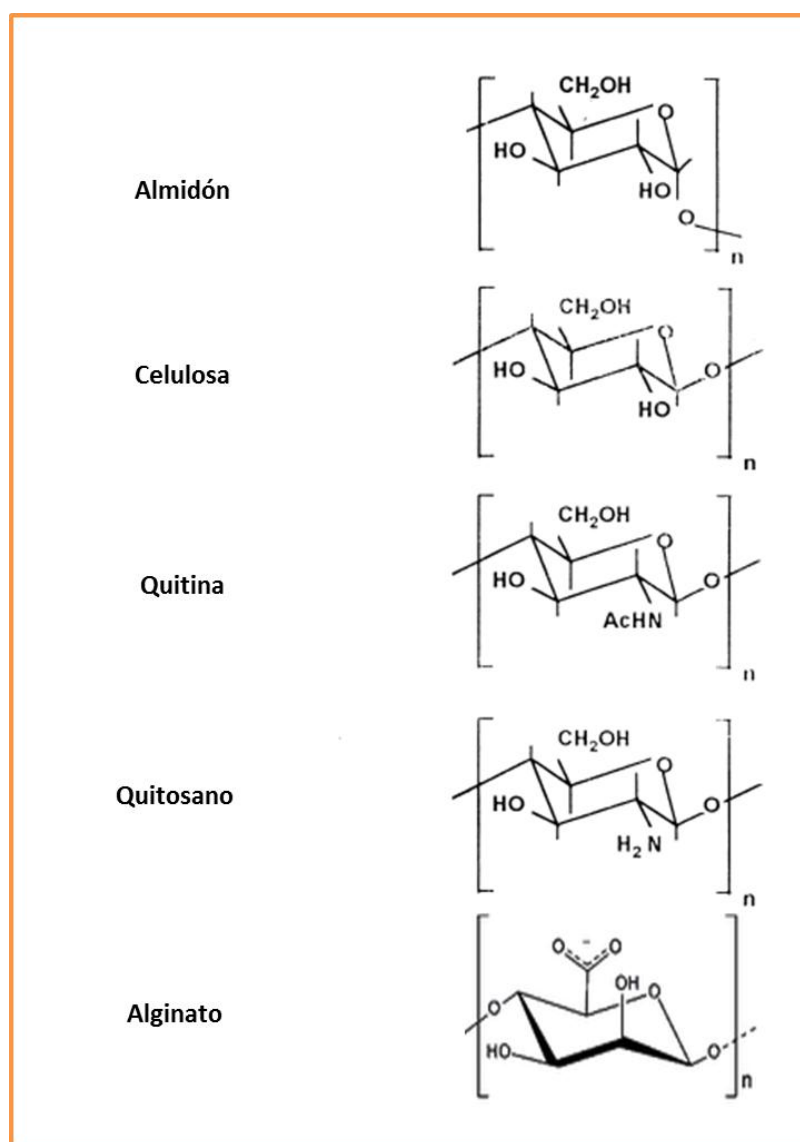 Almidón
CH₂OH
O
HO
HO
O
n
Celulosa
CH₂OH
O
HO
O
HO
n
Quitina
CH₂OH
O
HO
O
AcHN
n
Quitosano
CH₂OH
O
HO
O
H₂N
n
Alginato
O - O
OH O
O
HO O
n